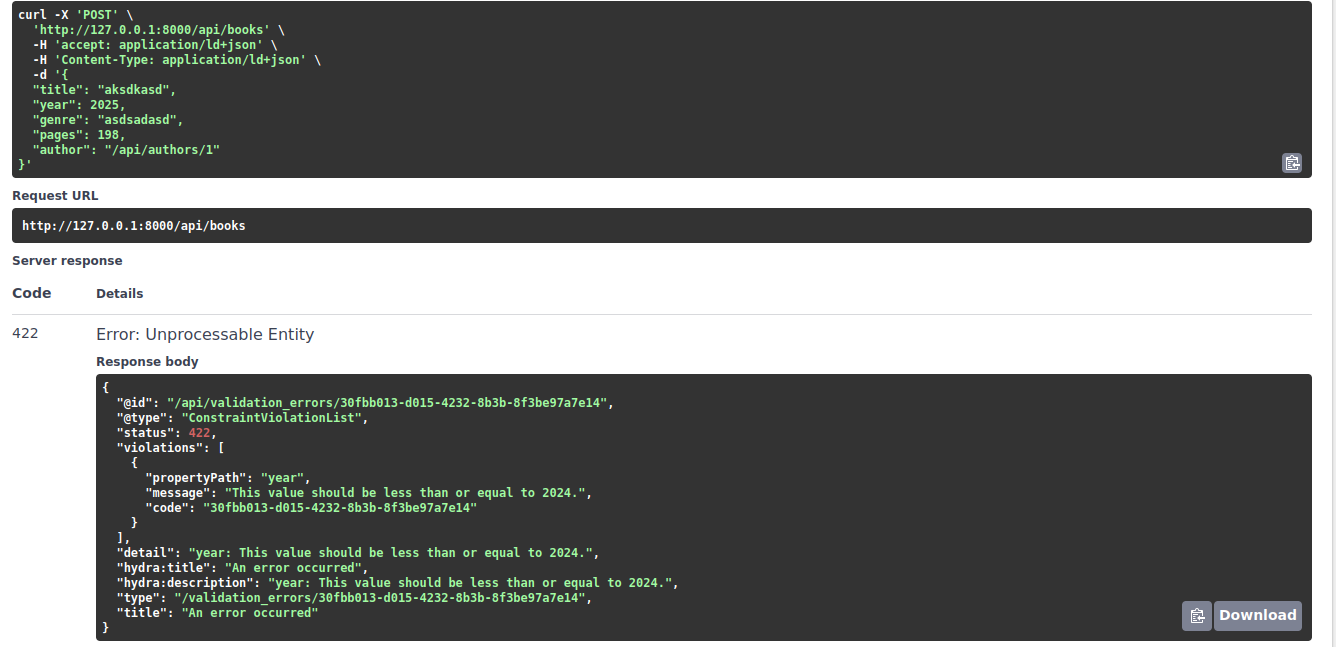 curl -X 'POST' \
  'http://127.0.0.1:8000/api/books' \
  -H 'accept: application/ld+json' \
  -H 'Content-Type: application/ld+json' \
  -d '{
  "title": "aksdkasd",
  "year": 2025,
  "genre": "asdsadasd",
  "pages": 198,
  "author": "/api/authors/1"
}'
Request URL
http://127.0.0.1:8000/api/books
Server response
Code Details
422 Error: Unprocessable Entity
Response body
{
  "@id": "/api/validation_errors/30fbb013-d015-4232-8b3b-8f3be97a7e14",
  "@type": "ConstraintViolationList",
  "status": 422,
  "violations": [
    {
      "propertyPath": "year",
      "message": "This value should be less than or equal to 2024.",
      "code": "30fbb013-d015-4232-8b3b-8f3be97a7e14"
    }
  ],
  "detail": "year: This value should be less than or equal to 2024.",
  "hydra:title": "An error occurred",
  "hydra:description": "year: This value should be less than or equal to 2024.",
  "type": "/validation_errors/30fbb013-d015-4232-8b3b-8f3be97a7e14",
  "title": "An error occurred"
}
Download